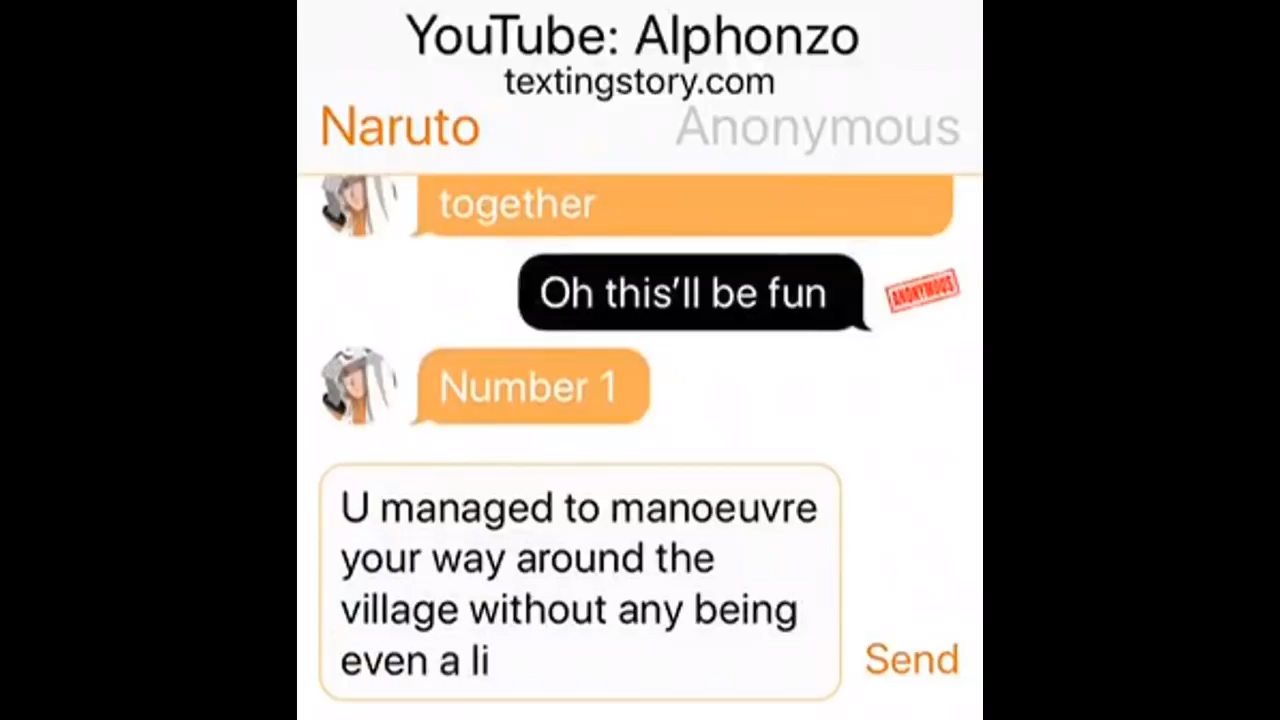 YouTube: Alphonzo
textingstory.com
Naruto Anonymous
together
Oh this’ll be fun
ANONYMOUS
Number 1
U managed to manoeuvre
your way around the
village without any being
even a li
Send